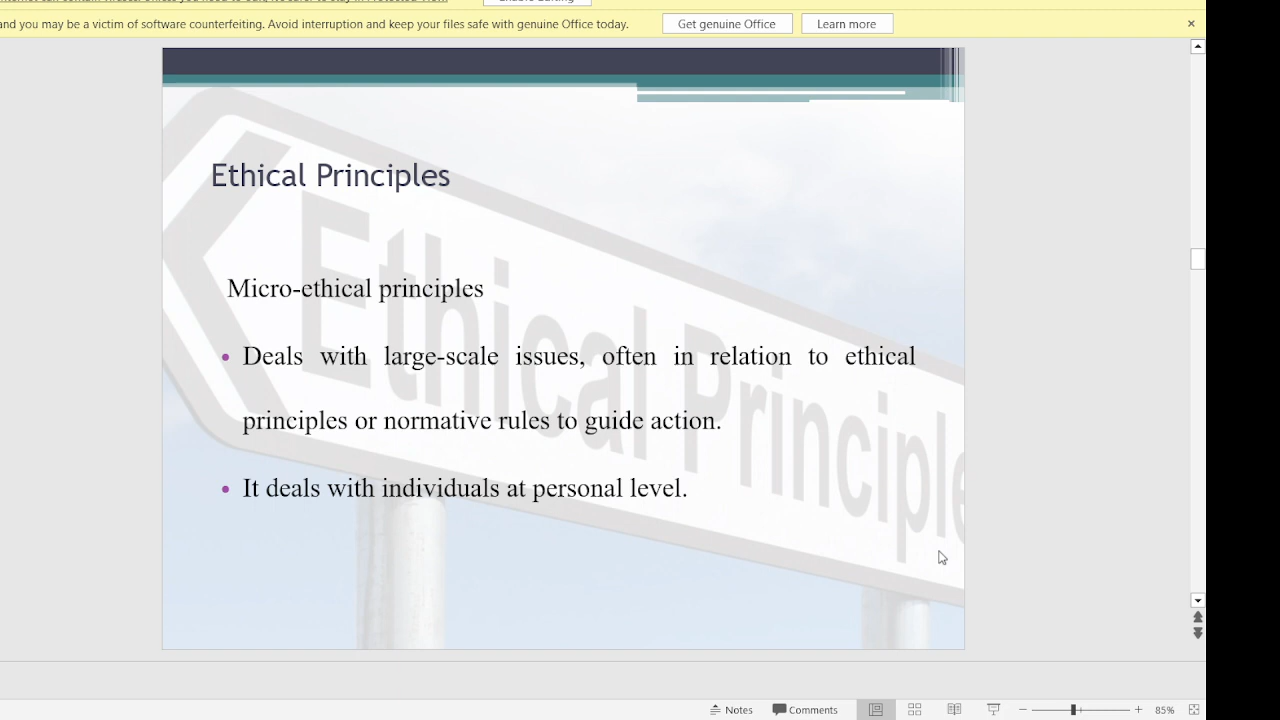 and you may be a victim of software counterfeiting. Avoid interruption and keep your files safe with genuine Office today. Get genuine Office Learn more
Ethical Principles
Ethical Principle
Micro-ethical principles
• Deals with large-scale issues, often in relation to ethical
principles or normative rules to guide action.
• It deals with individuals at personal level.
Notes Comments 85%